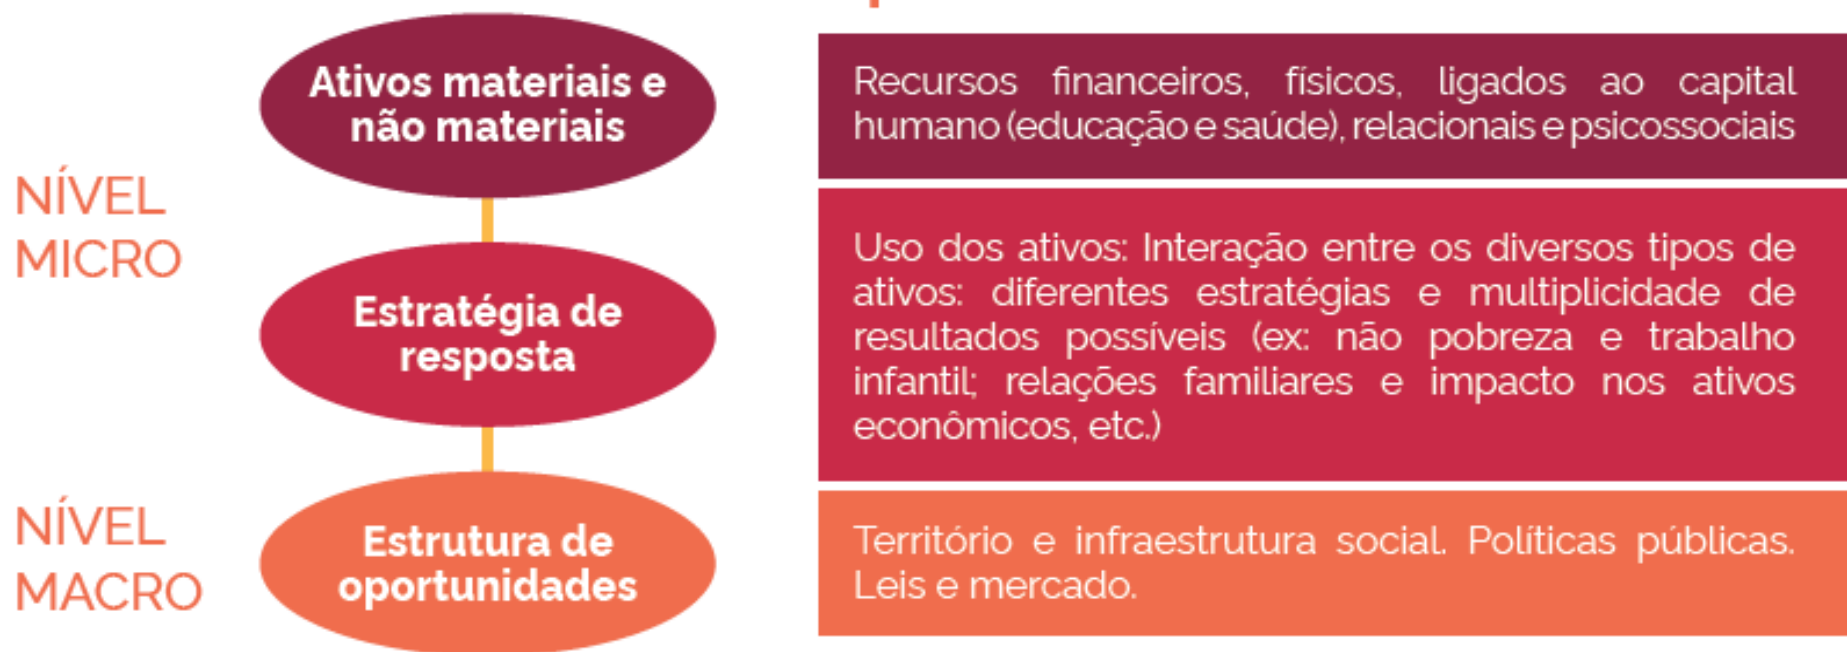 NÍVEL
MICRO
Ativos materiais e
não materiais
Recursos financeiros, físicos, ligados ao capital
humano (educação e saúde), relacionais e psicossociais
Estratégia de
resposta
Uso dos ativos: Interação entre os diversos tipos de
ativos: diferentes estratégias e multiplicidade de
resultados possíveis (ex: não pobreza e trabalho
infantil; relações familiares e impacto nos ativos
econômicos, etc.)
NÍVEL
MACRO
Estrutura de
oportunidades
Território e infraestrutura social. Políticas públicas.
Leis e mercado.